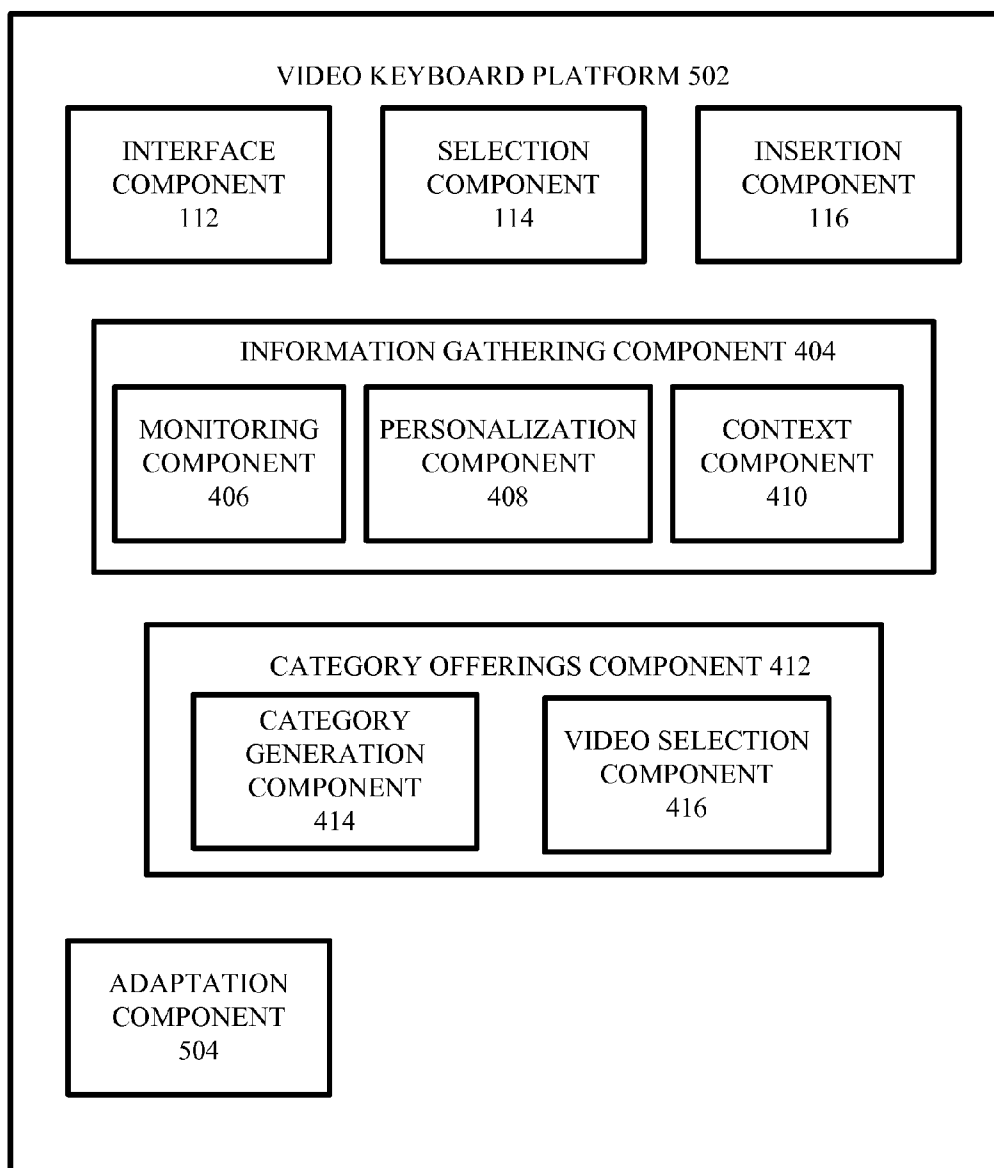 VIDEO KEYBOARD PLATFORM 502
INTERFACE
COMPONENT
112
SELECTION
COMPONENT
114
INSERTION
COMPONENT
116
INFORMATION GATHERING COMPONENT 404
MONITORING
COMPONENT
406
PERSONALIZATION
COMPONENT
408
CONTEXT
COMPONENT
410
CATEGORY OFFERINGS COMPONENT 412
CATEGORY
GENERATION
COMPONENT
414
VIDEO SELECTION
COMPONENT
416
ADAPTATION
COMPONENT
504